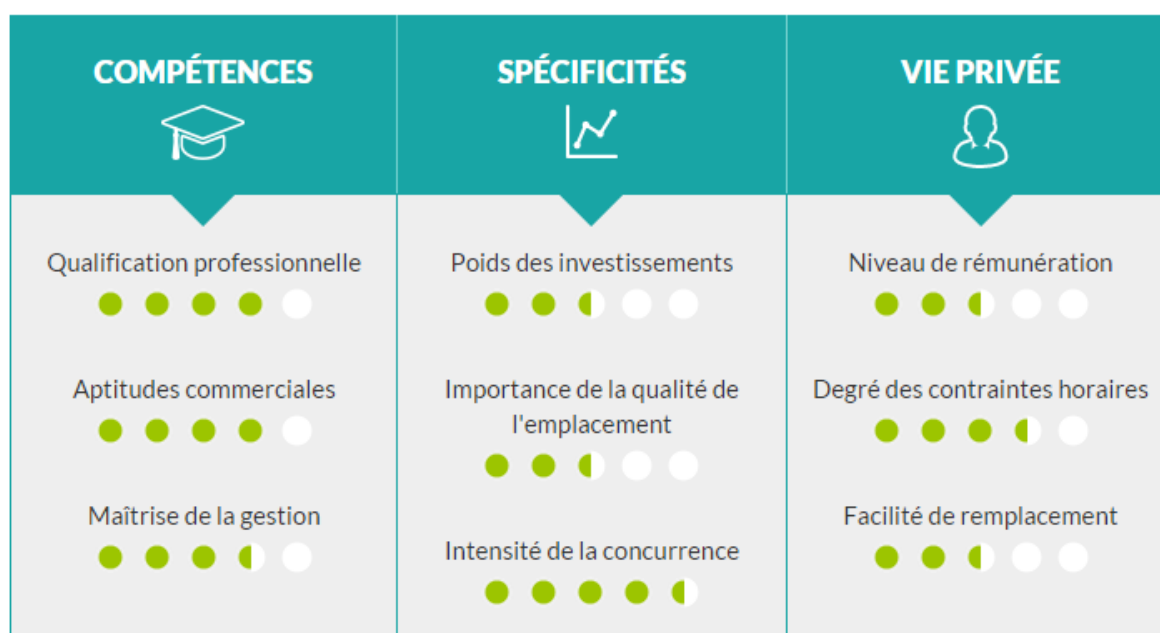 COMPÉTENCES
Qualification professionnelle
Aptitudes commerciales
Maîtrise de la gestion
SPÉCIFICITÉS
Poids des investissements
Importance de la qualité de
l'emplacement
Intensité de la concurrence
VIE PRIVÉE
Niveau de rémunération
Degré des contraintes horaires
Facilité de remplacement